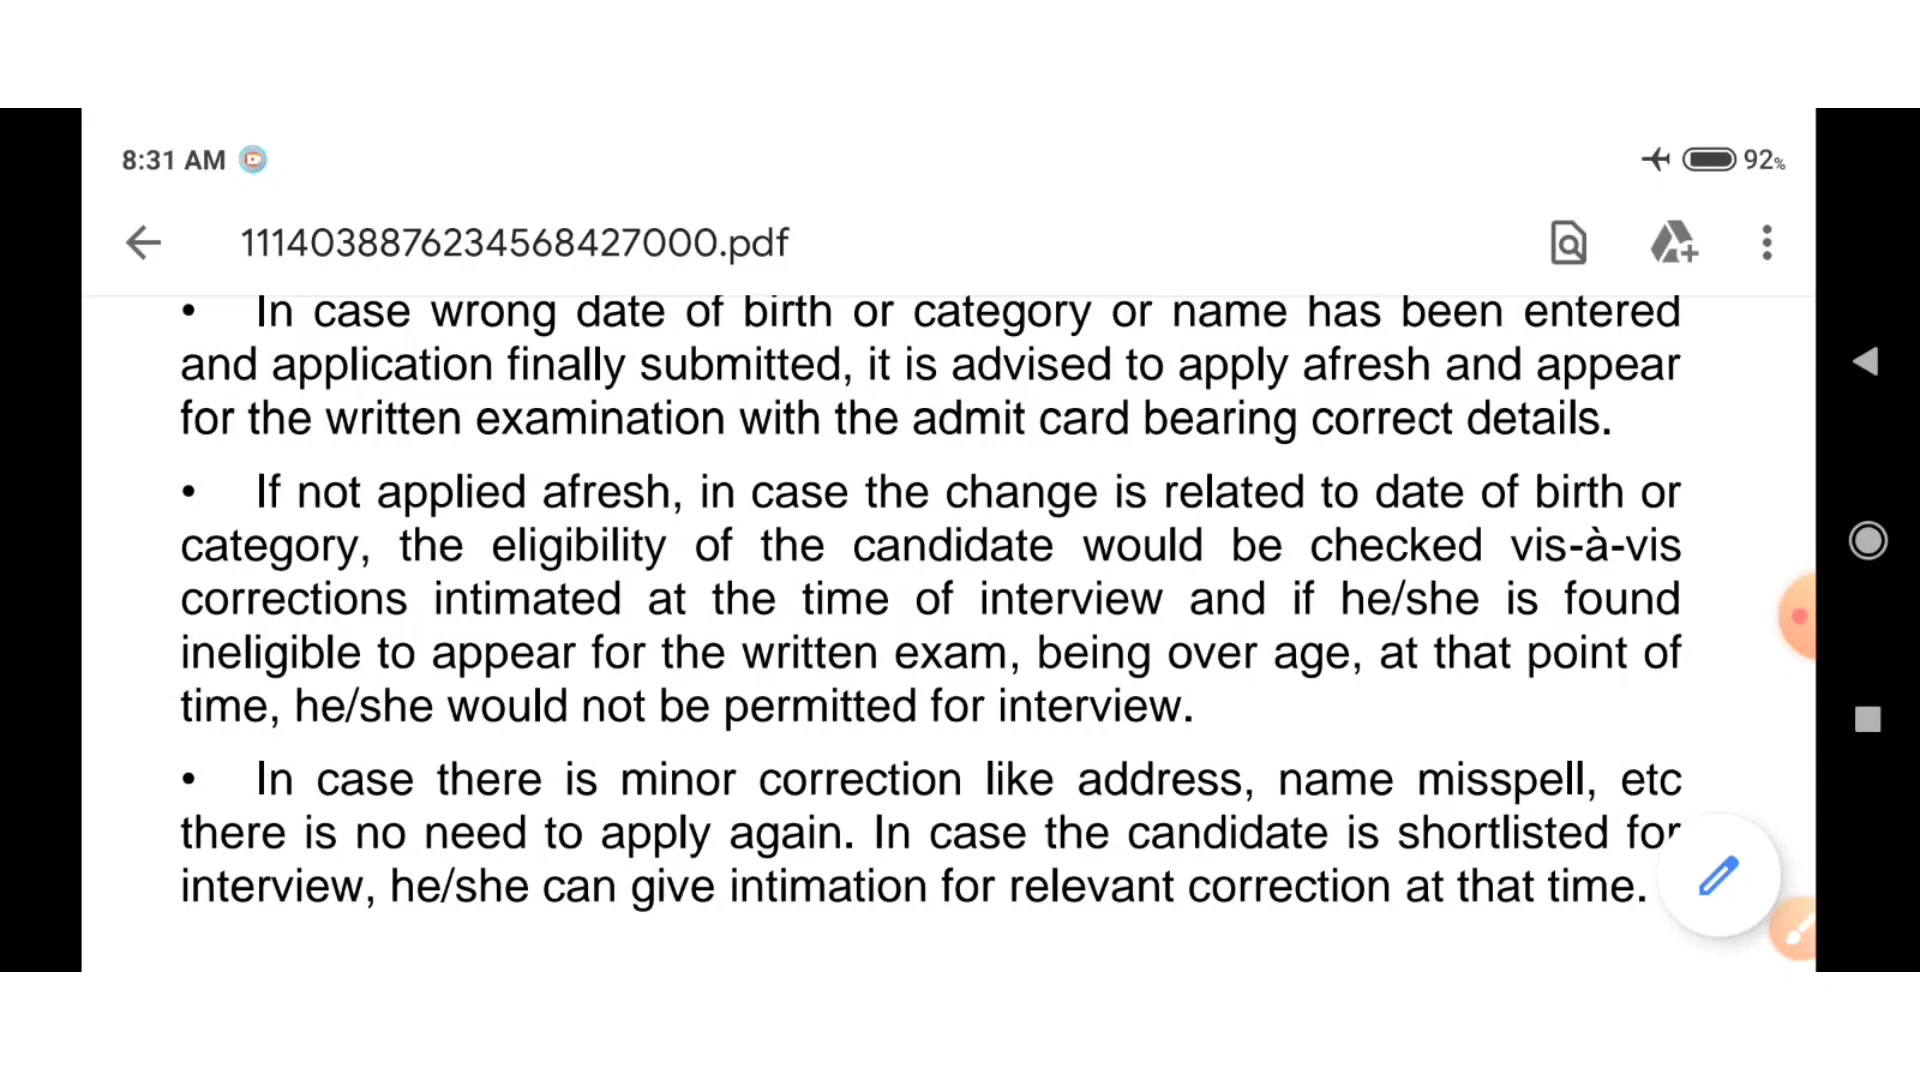 8:31 AM
92%
1114038876234568427000.pdf
• In case wrong date of birth or category or name has been entered
and application finally submitted, it is advised to apply afresh and appear
for the written examination with the admit card bearing correct details.
• If not applied afresh, in case the change is related to date of birth or
category, the eligibility of the candidate would be checked vis-à-vis
corrections intimated at the time of interview and if he/she is found
ineligible to appear for the written exam, being over age, at that point of
time, he/she would not be permitted for interview.
• In case there is minor correction like address, name misspell, etc
there is no need to apply again. In case the candidate is shortlisted for
interview, he/she can give intimation for relevant correction at that time.